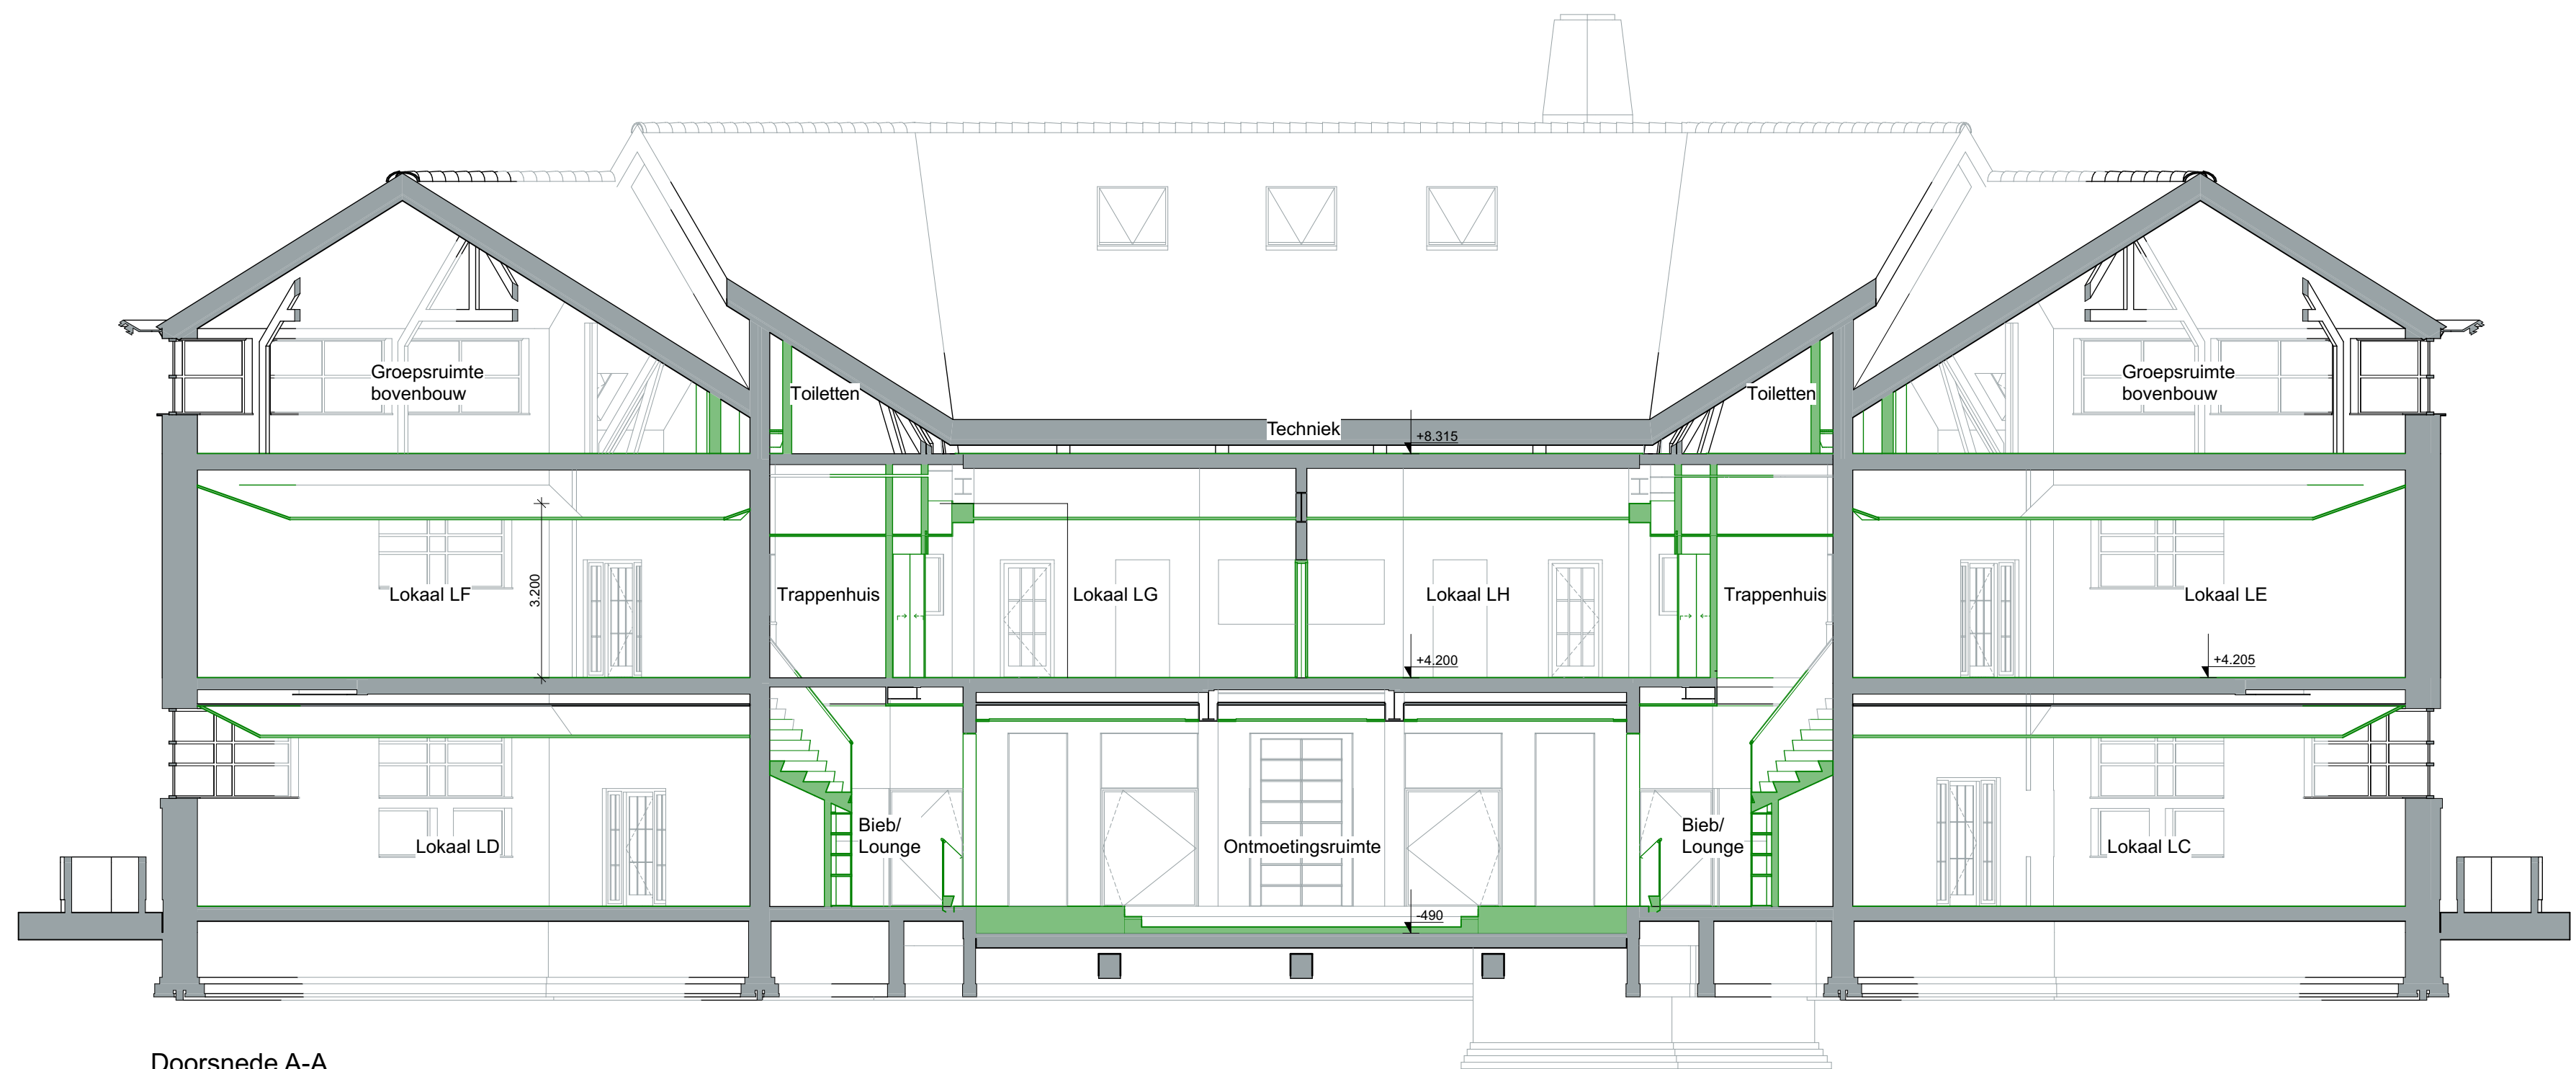 Groepsruimte
bovenbouw
Toiletten
Techniek
+8.315
Toiletten
Groepsruimte
bovenbouw
Lokaal LF
3.200
Trappenhuis
Lokaal LG
Lokaal LH
Trappenhuis
Lokaal LE
+4.200
+4.205
Lokaal LD
Bieb/
Lounge
Ontmoetingsruimte
Bieb/
Lounge
Lokaal LC
-490
Doorsnede A-A